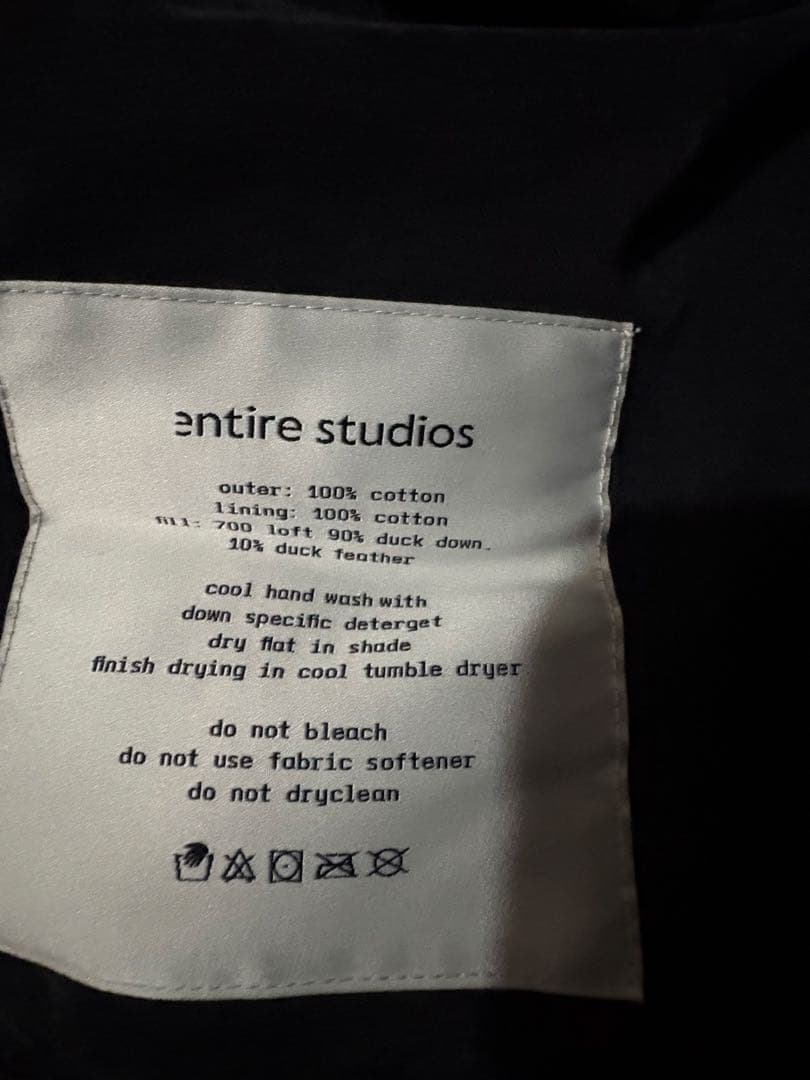 entire studios
outer: 100% cotton
lining: 100% cotton
fill: 700 loft 90% duck down.
10% duck feather
cool hand wash with
down specific deterget
dry flat in shade
finish drying in cool tumble dryer
do not bleach
do not use fabric softener
do not dryclean